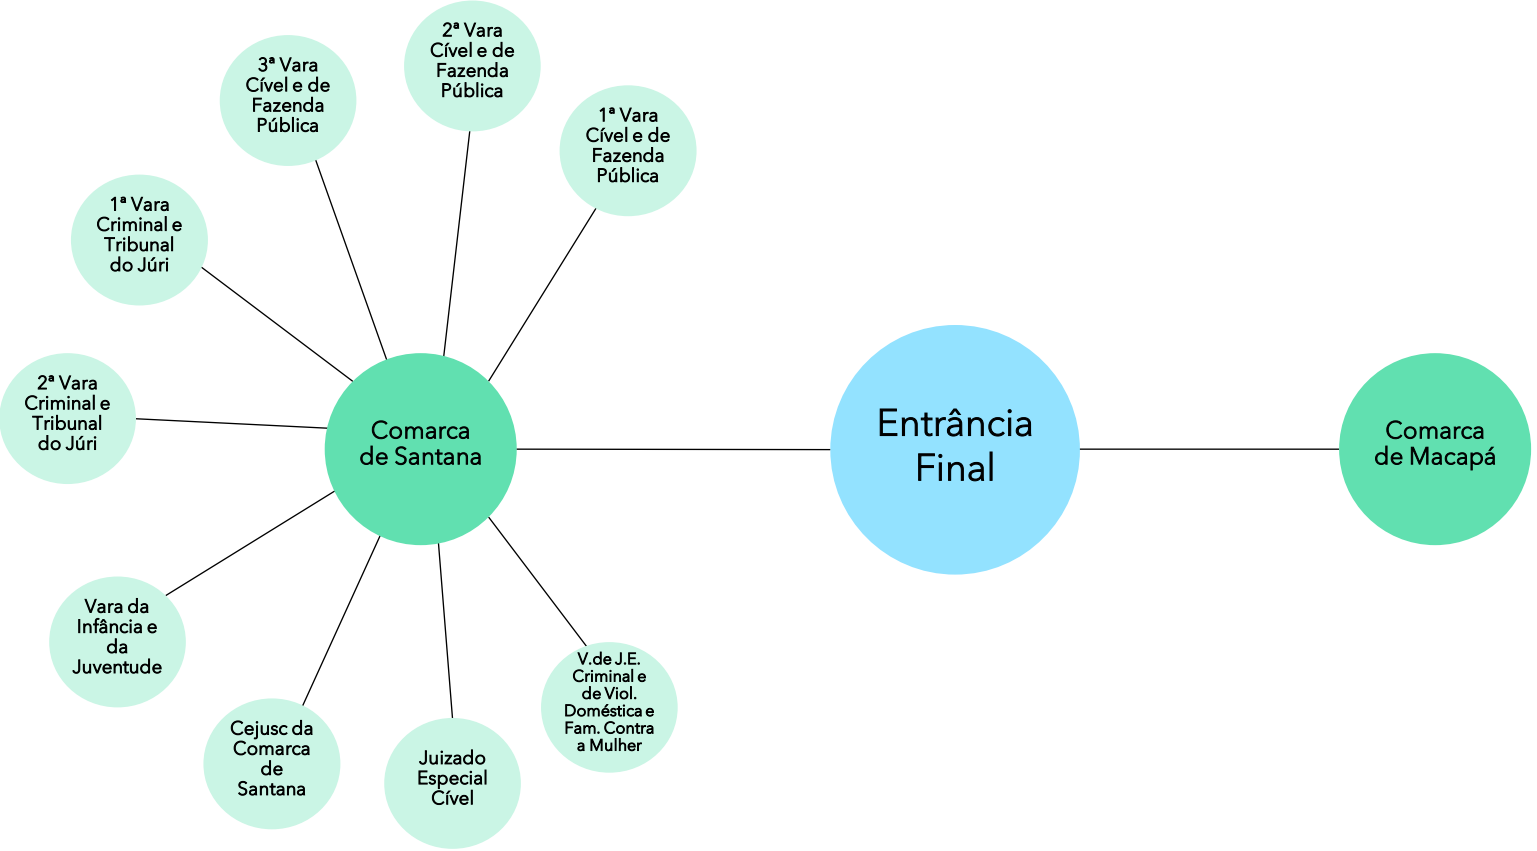 2ª Vara
Cível e de
Fazenda
Pública
3ª Vara
Cível e de
Fazenda
Pública
1ª Vara
Cível e de
Fazenda
Pública
1ª Vara
Criminal e
Tribunal
do Júri
2ª Vara
Criminal e
Tribunal
do Júri
Comarca
de Santana
Entrância
Final
Comarca
de Macapá
Vara da
Infância e
da
Juventude
Cejusc da
Comarca
de
Santana
Juizado
Especial
Cível
V.de J.E.
Criminal e
de Viol.
Doméstica e
Fam. Contra
a Mulher